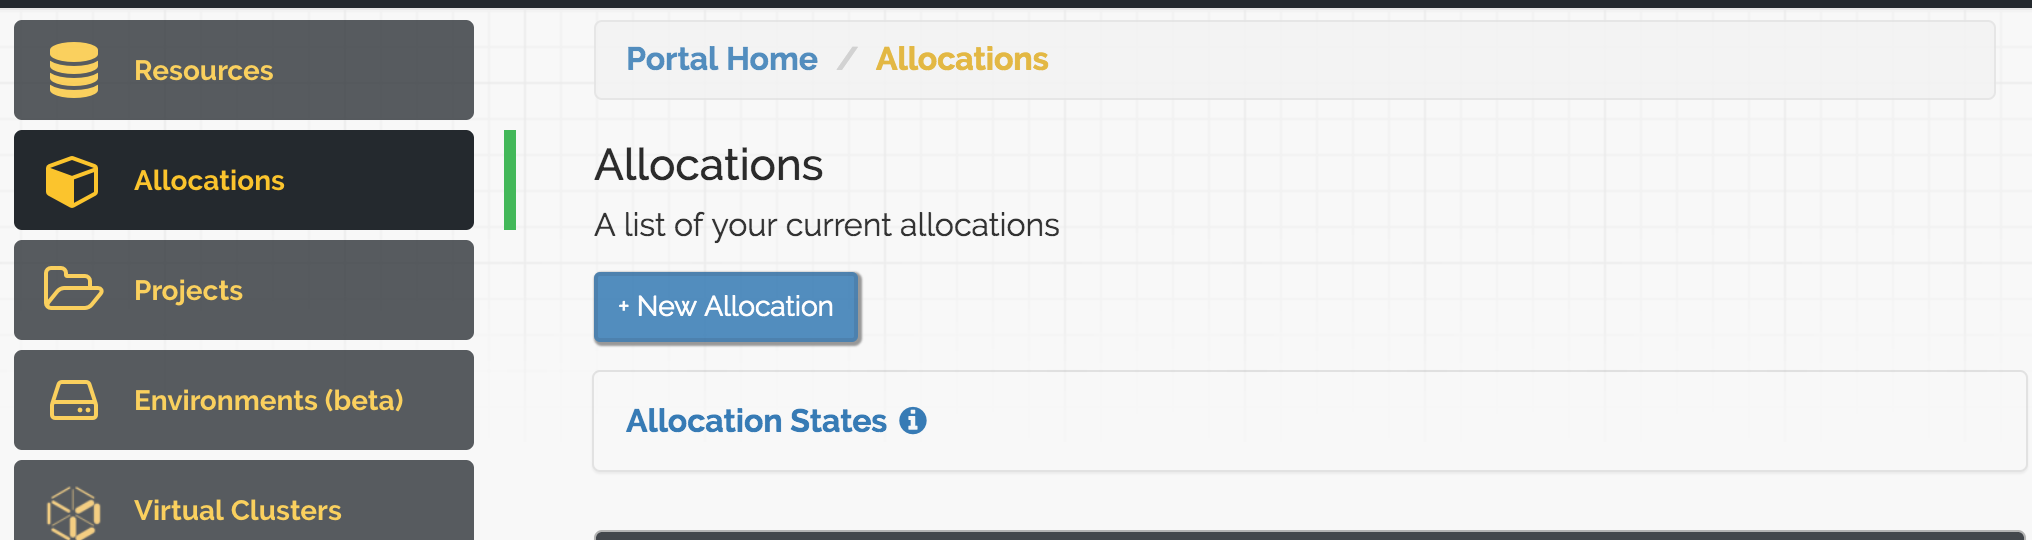 Resources
Allocations
Projects
Environments (beta)
Virtual Clusters
Portal Home / Allocations
Allocations
A list of your current allocations
+ New Allocation
Allocation States